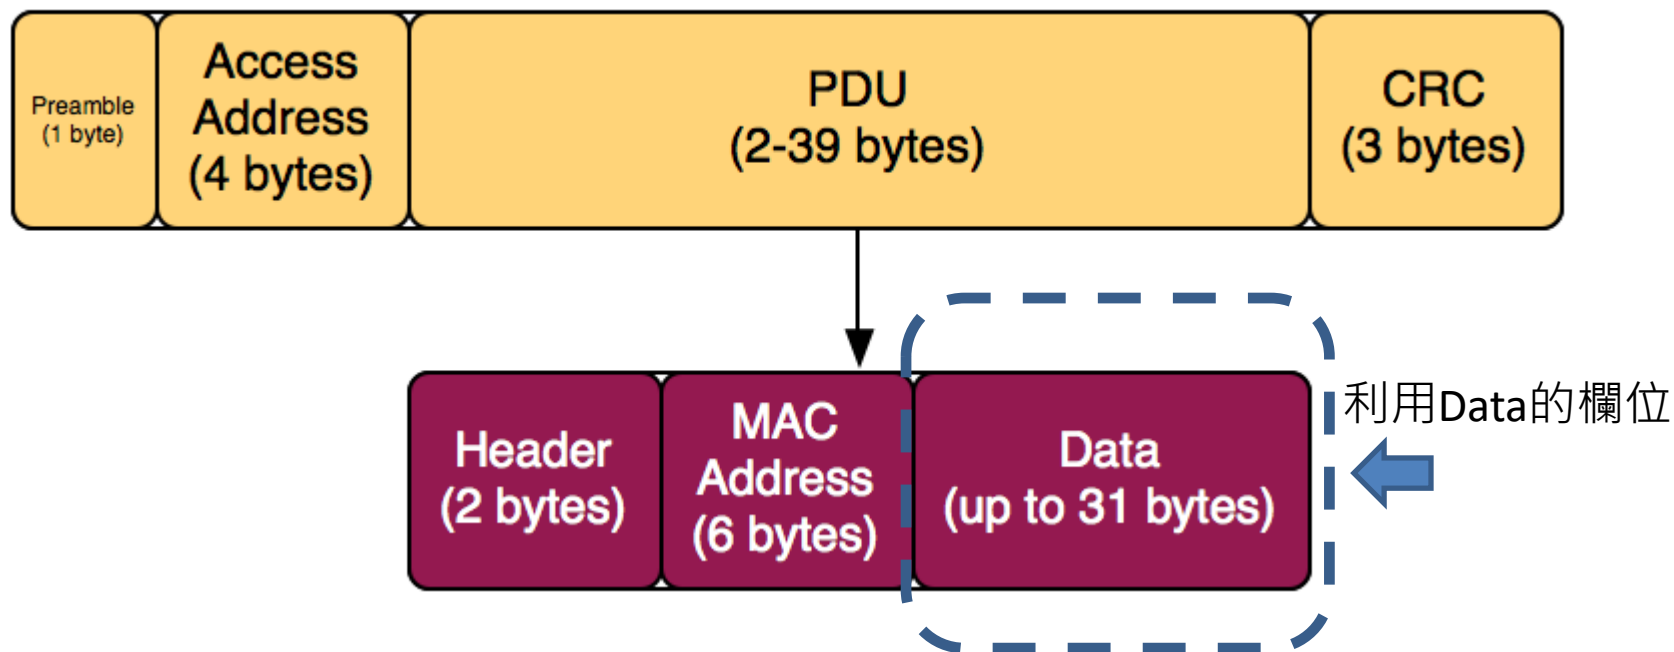 Preamble
(1 byte)
Access
Address
(4 bytes)
PDU
(2-39 bytes)
CRC
(3 bytes)
Header
(2 bytes)
MAC
Address
(6 bytes)
Data
(up to 31 bytes)
利用Data的欄位